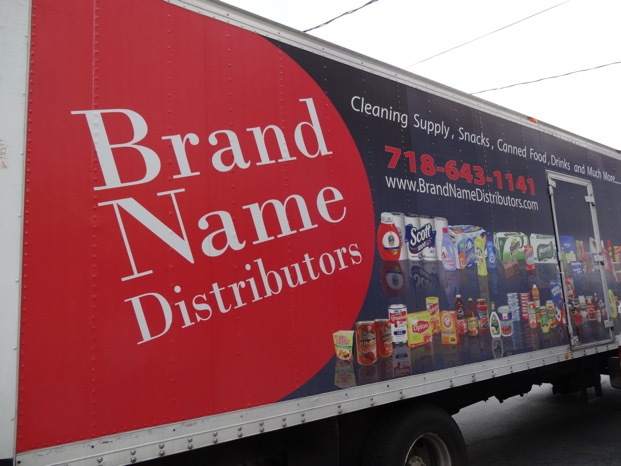 Brand
Name
Distributors
Cleaning Supply, Snacks, Canned Food, Drinks and Much More...
718-643-1141
www.BrandNameDistributors.com
Scott
Lipton